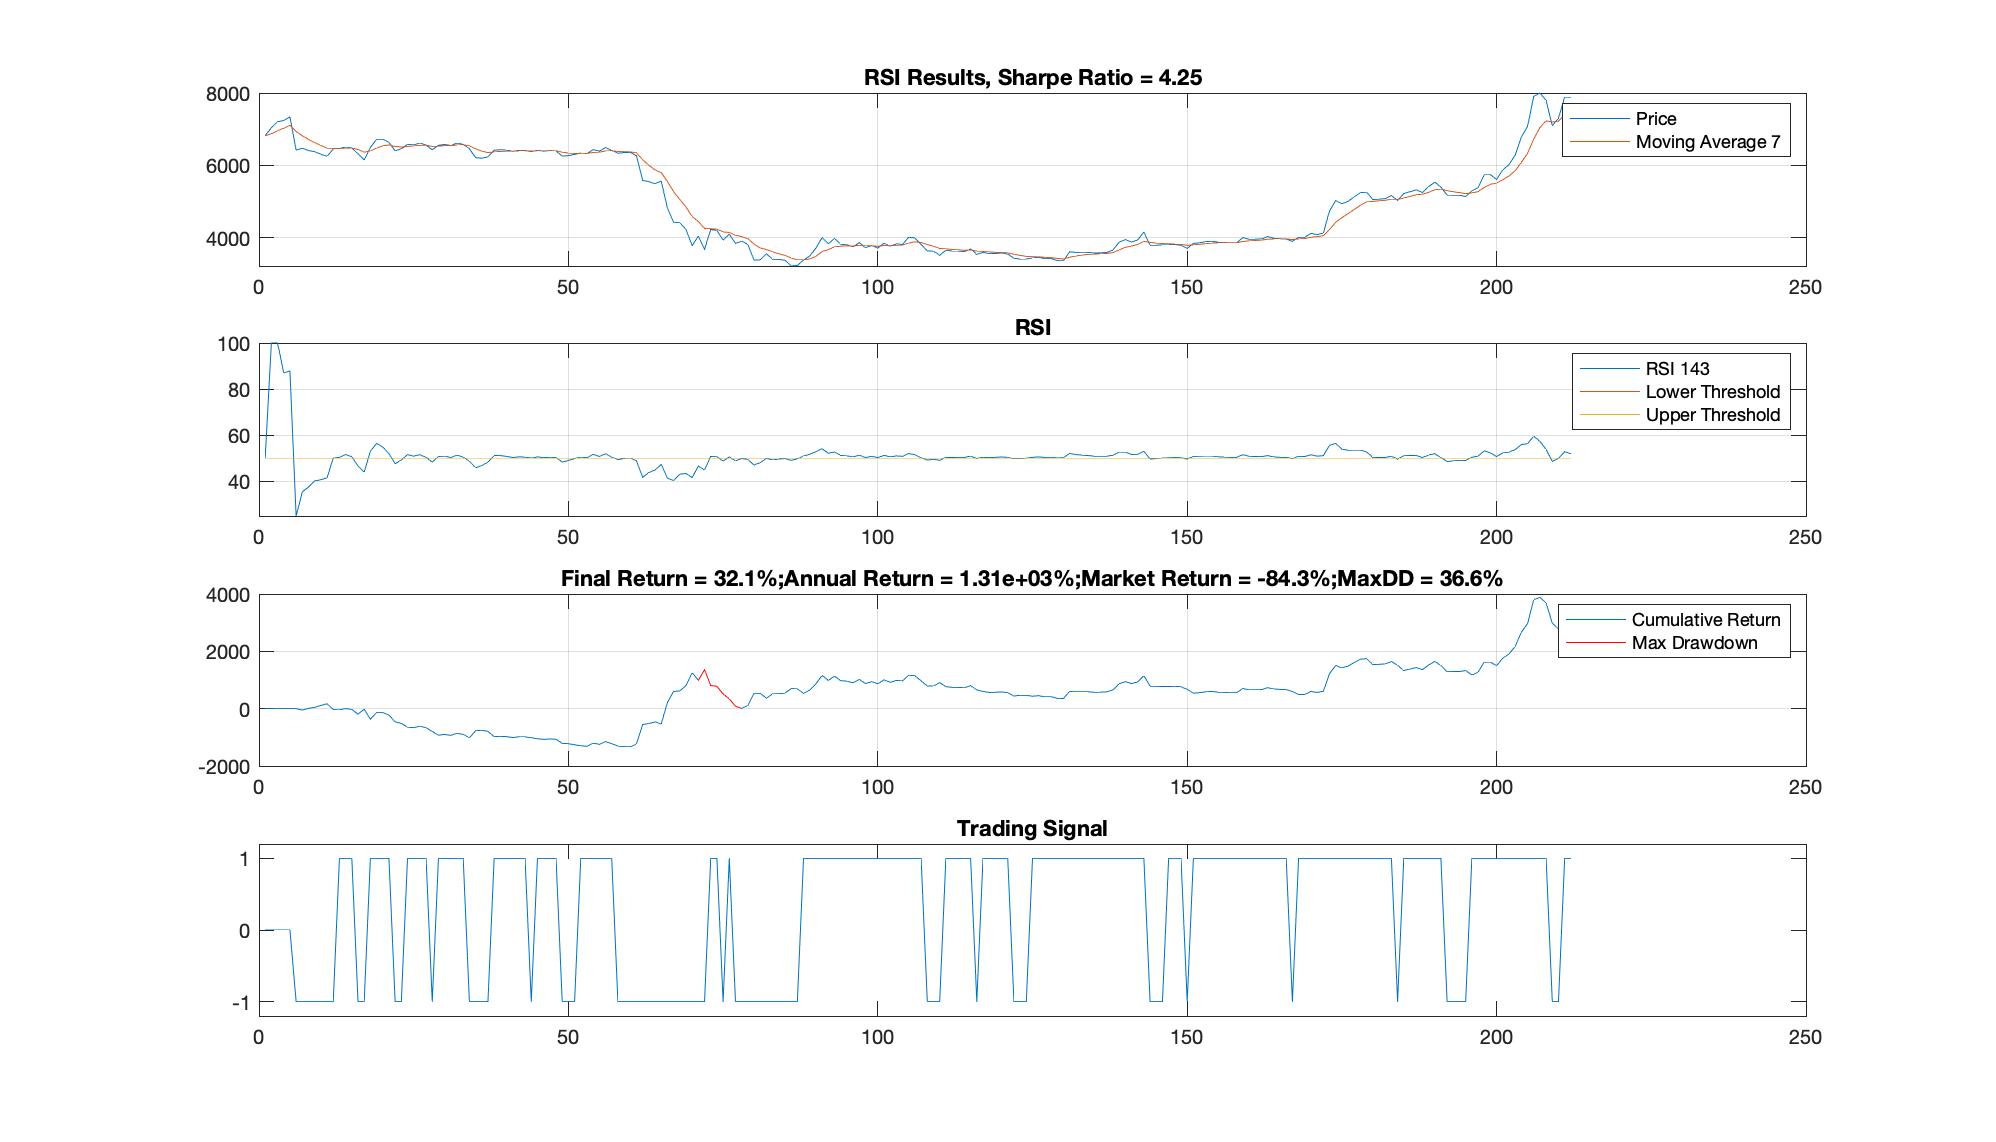 RSI Results, Sharpe Ratio = 4.25
8000
6000
4000
0 50 100 150 200 250
Price
Moving Average 7
RSI
100
80
60
40
0 50 100 150 200 250
RSI 143
Lower Threshold
Upper Threshold
Final Return = 32.1%;Annual Return = 1.31e+03%;Market Return = -84.3%;MaxDD = 36.6%
4000
2000
0
-2000
0 50 100 150 200 250
Cumulative Return
Max Drawdown
Trading Signal
1
0
-1
0 50 100 150 200 250